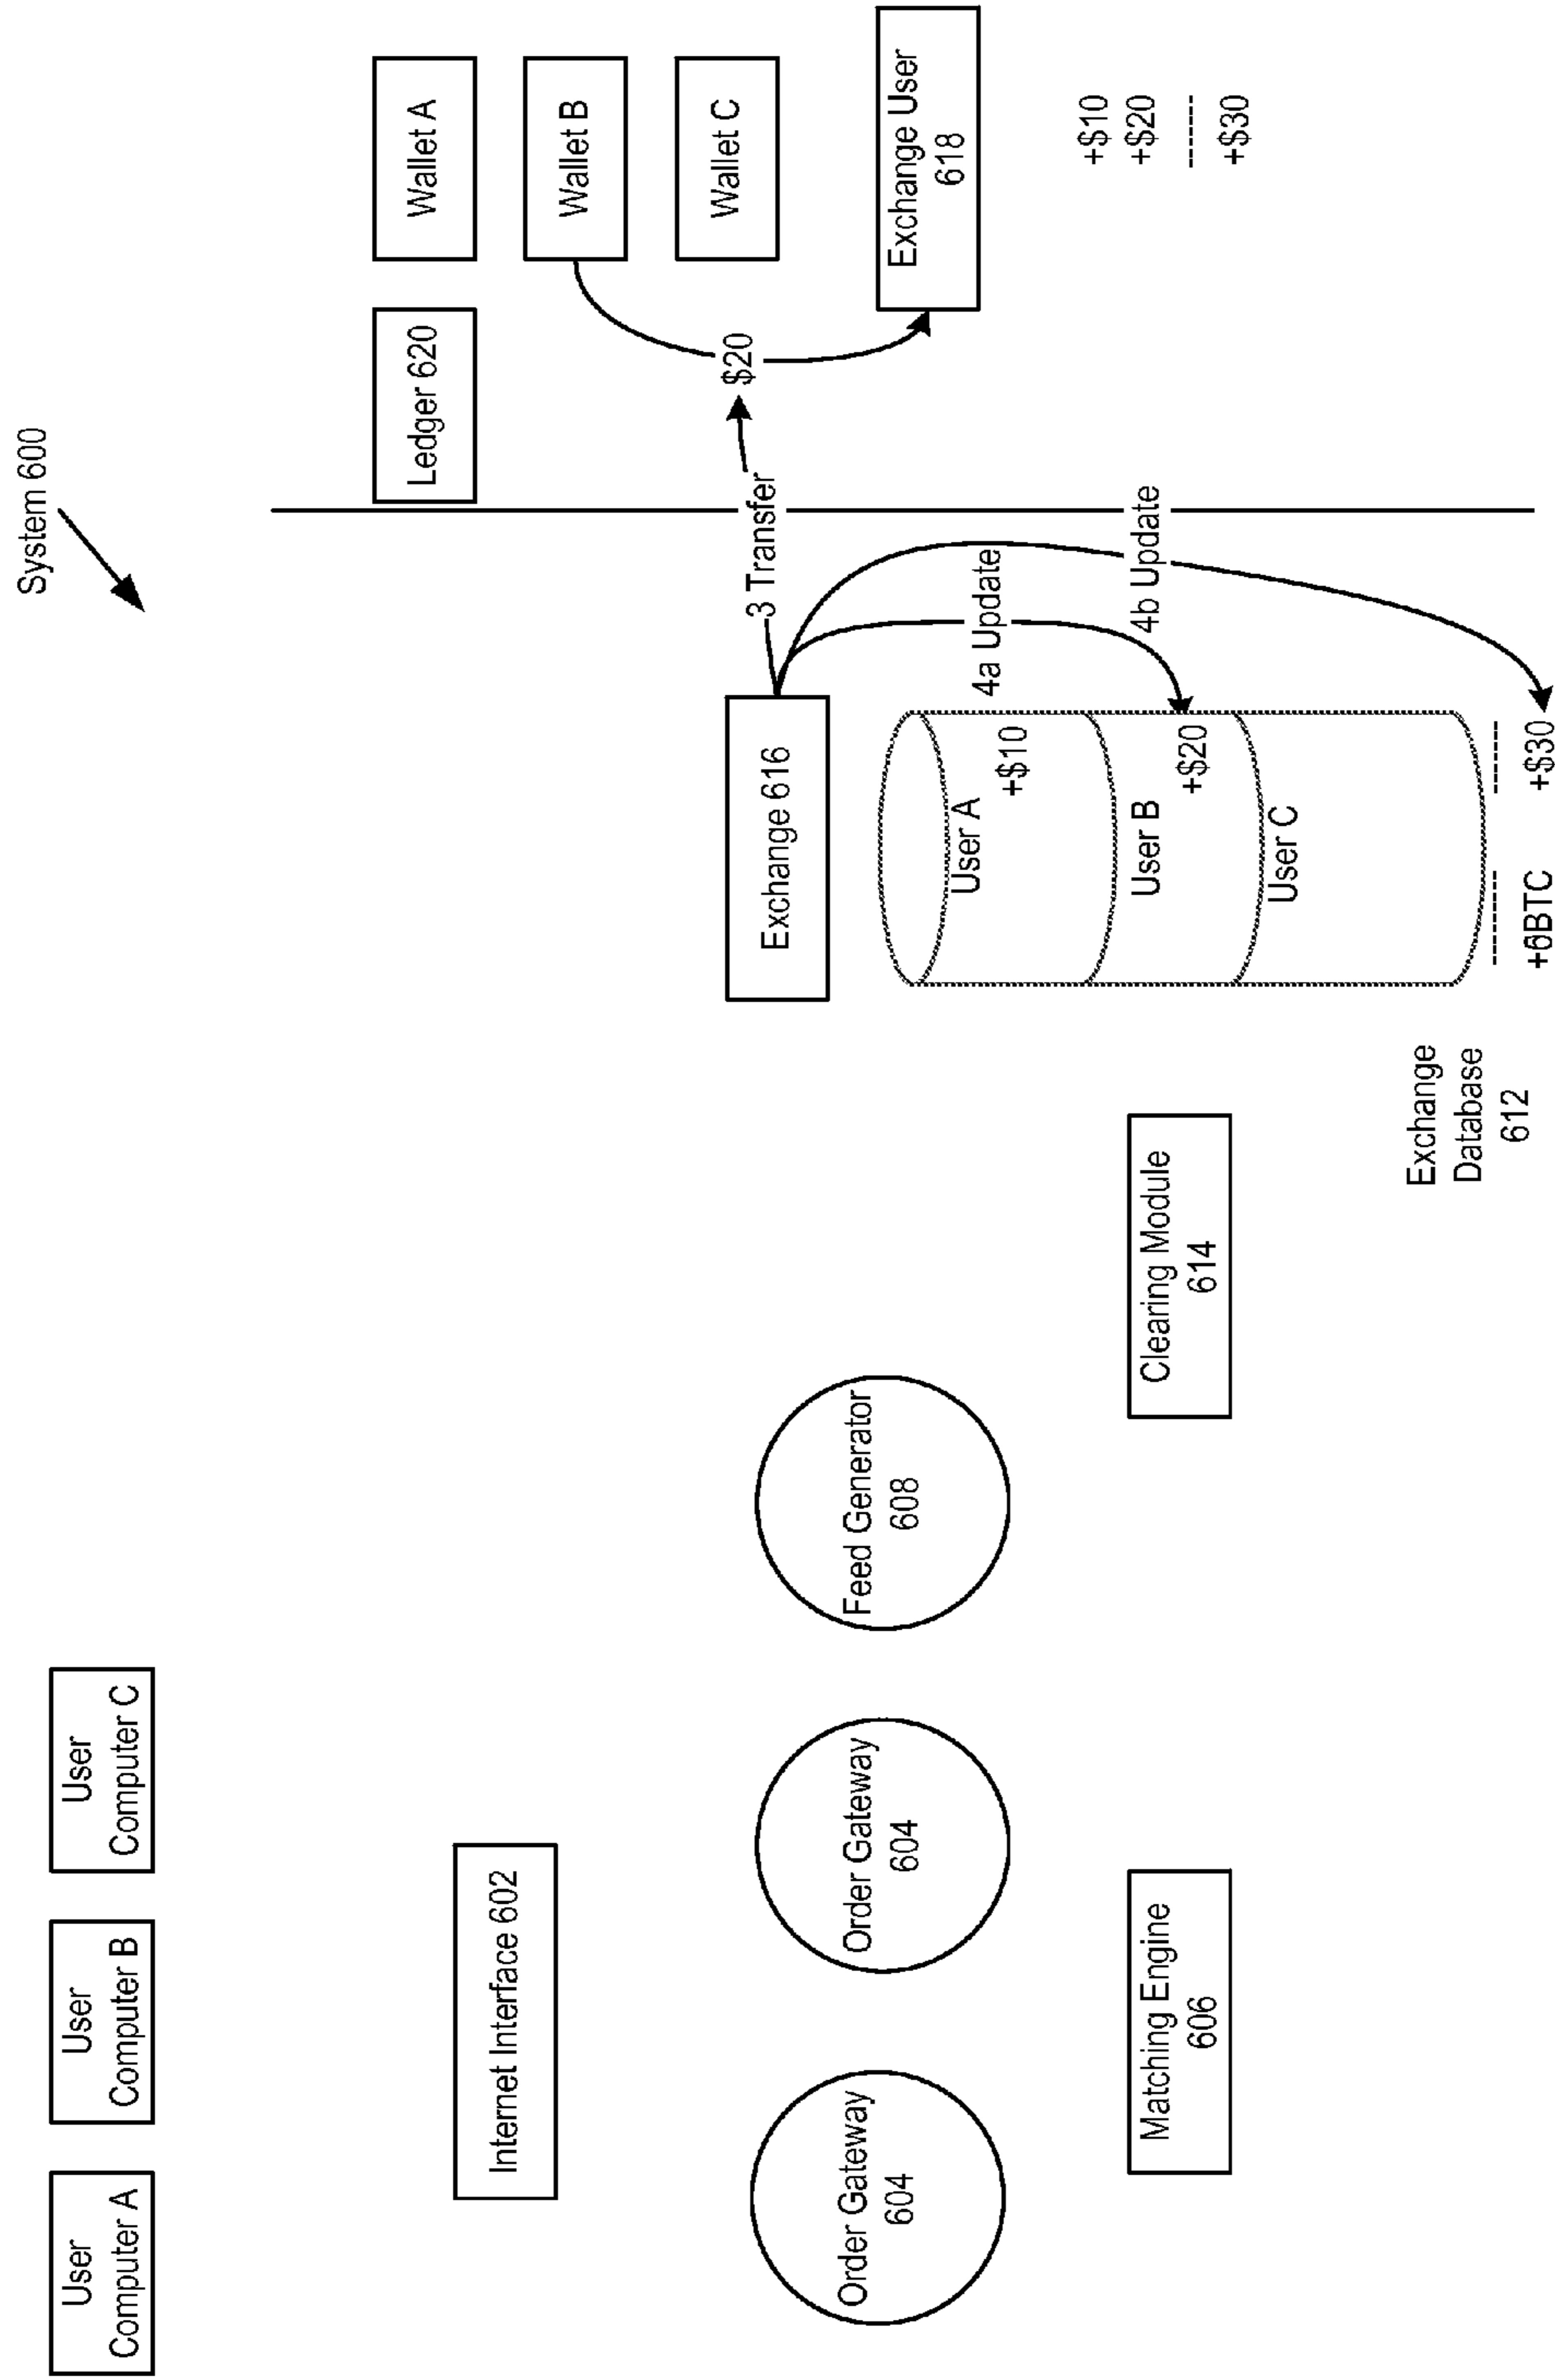 System 600
User
Computer A
User
Computer B
User
Computer C
Ledger 620
Wallet A
Internet Interface 602
Wallet B
Wallet C
Exchange 616
3 Transfer
$20
Order Gateway
604
Order Gateway
604
Feed Generator
608
Exchange User
618
User A
+$10
4a Update
+$10
+$20
-----
+$30
Matching Engine
606
Clearing Module
614
User B
+$20
4b Update
User C
Exchange
Database
612
------ -----
+6BTC +$30